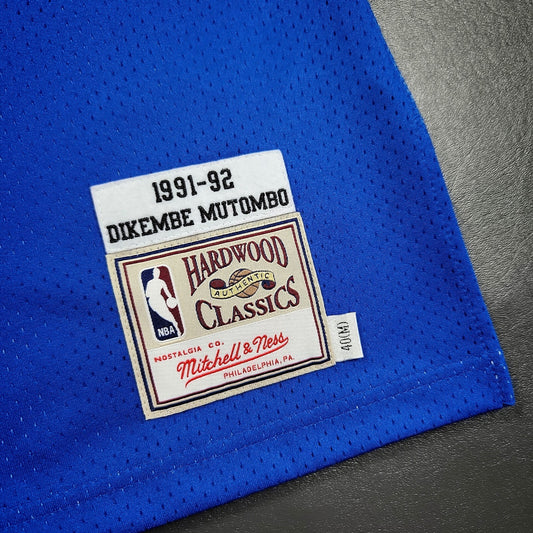 1991-92
DIKEMBE MUTOMBO
HARDWOOD
AUTHENTIC
CLASSICS
NBA
NOSTALGIA CO.
Mitchell & Ness
PHILADELPHIA, PA.
40(M)